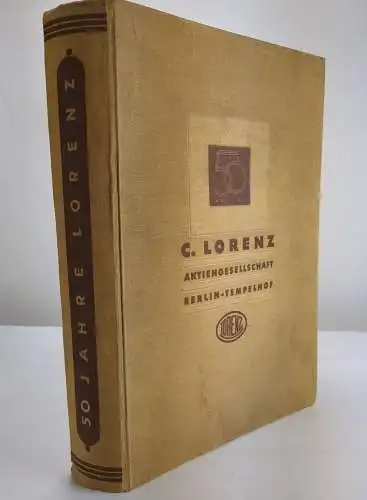 50 JAHRE LORENZ
50
C. LORENZ
AKTIENGESELLSCHAFT
BERLIN-TEMPELHOF
LORENZ